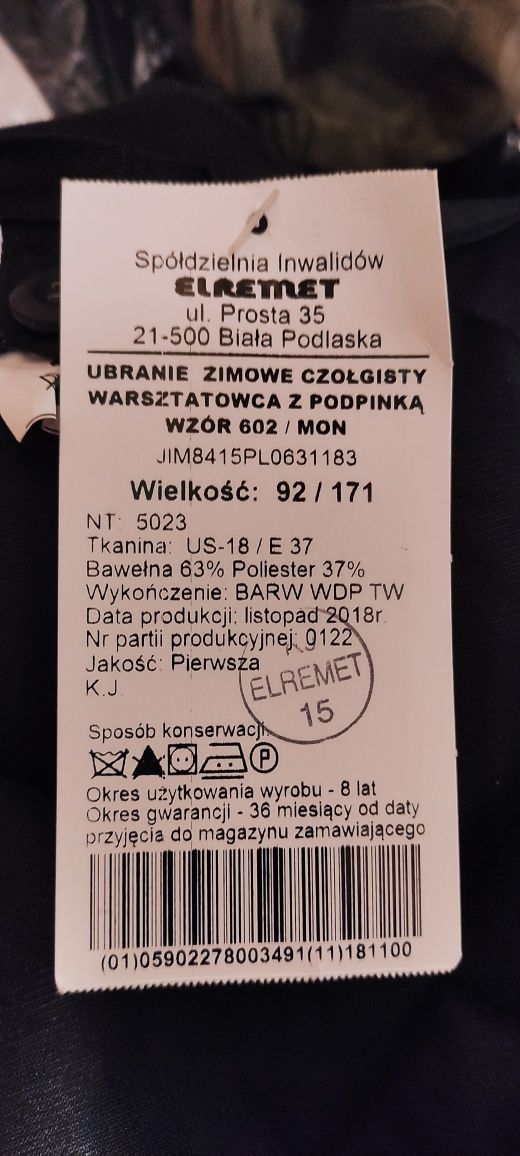 Spółdzielnia Inwalidów
ELREMET
ul. Prosta 35
21-500 Biała Podlaska
UBRANIE ZIMOWE CZOŁGISTY
WARSZTATOWCA Z PODPINKĄ
WZÓR 602 / MON
JIM8415PL0631183
Wielkość: 92 / 171
NT: 5023
Tkanina: US-18 / E 37
Bawełna 63% Poliester 37%
Wykończenie: BARW WDP TW
Data produkcji: listopad 2018r.
Nr partii produkcyjnej: 0122
Jakość: Pierwsza
K.J.
ELREMET
15
Sposób konserwacji:
P
Okres użytkowania wyrobu - 8 lat
Okres gwarancji - 36 miesiący od daty
przyjęcia do magazynu zamawiającego
(01)05902278003491(11)181100